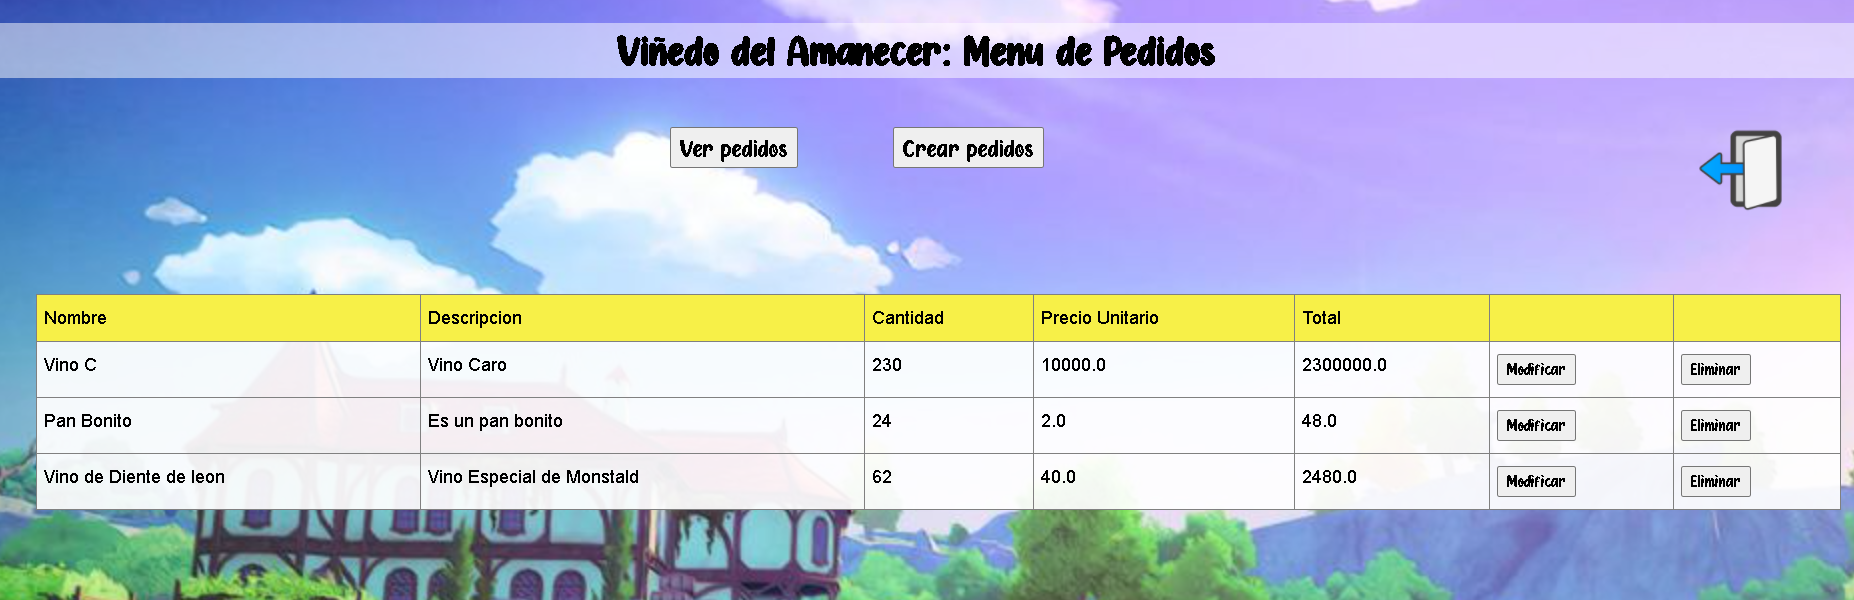 Viñedo del Amanecer: Menu de Pedidos
Ver pedidos Crear pedidos
Nombre Descripcion Cantidad Precio Unitario Total
Vino C Vino Caro 230 10000.0 2300000.0 Modificar Eliminar
Pan Bonito Es un pan bonito 24 2.0 48.0 Modificar Eliminar
Vino de Diente de leon Vino Especial de Monstald 62 40.0 2480.0 Modificar Eliminar